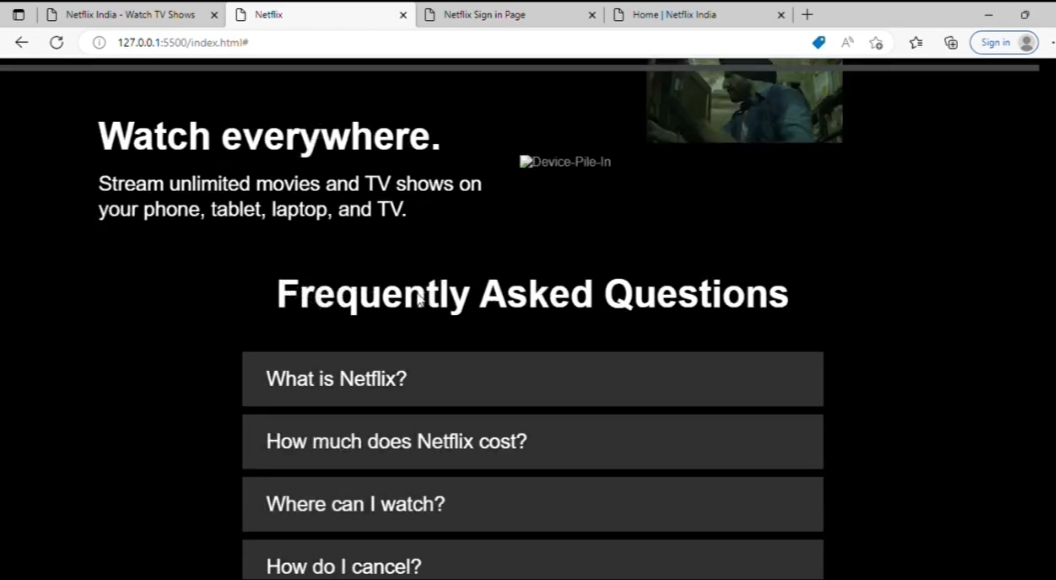 Netflix India - Watch TV Shows
Netflix
Netflix Sign in Page
Home | Netflix India
127.0.0.1:5500/index.html#
Sign in
Watch everywhere.
Device-Pile-In
Stream unlimited movies and TV shows on
your phone, tablet, laptop, and TV.
Frequently Asked Questions
What is Netflix?
How much does Netflix cost?
Where can I watch?
How do I cancel?